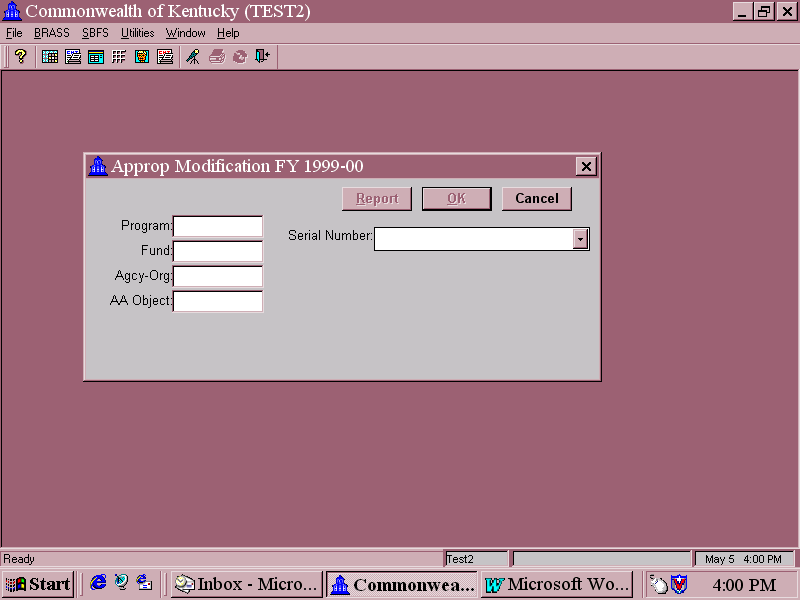 Commonwealth of Kentucky (TEST2)
File BRASS SBFS Utilities Window Help
Approp Modification FY 1999-00
Report OK Cancel
Program:
Serial Number:
Fund:
Agcy-Org:
AA Object:
Ready Test2 May 5 4:00 PM
Start Inbox - Micro... Commonwea... Microsoft Wo... 4:00 PM